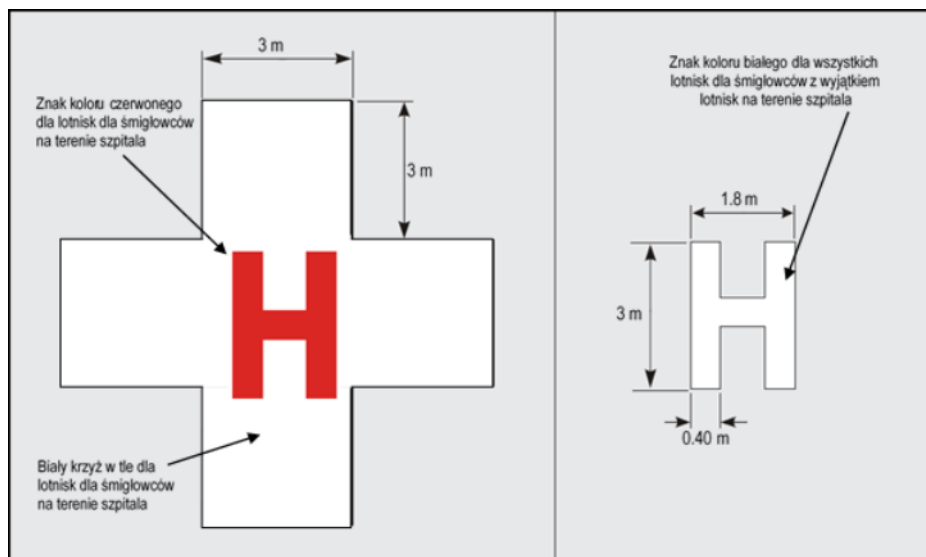 3 m
Znak koloru czerwonego
dla lotnisk dla śmigłowców
na terenie szpitala
3 m
H
Biały krzyż w tle dla
lotnisk dla śmigłowców
na terenie szpitala
Znak koloru białego dla wszystkich
lotnisk dla śmigłowców z wyjątkiem
lotnisk na terenie szpitala
1.8 m
3 m
H
0.40 m